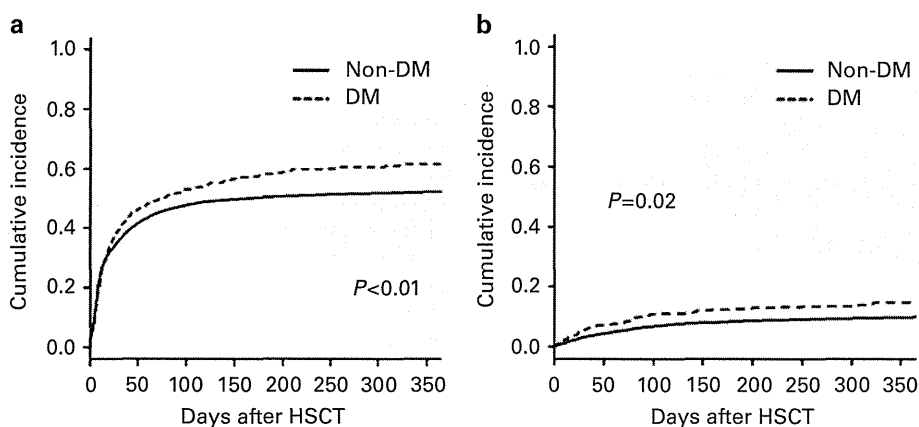 a
1.0
0.8
0.6
0.4
0.2
0.0
Cumulative incidence
Non-DM
DM
P<0.01
0 50 100 150 200 250 300 350
Days after HSCT
b
1.0
0.8
0.6
0.4
0.2
0.0
Cumulative incidence
Non-DM
DM
P=0.02
0 50 100 150 200 250 300 350
Days after HSCT